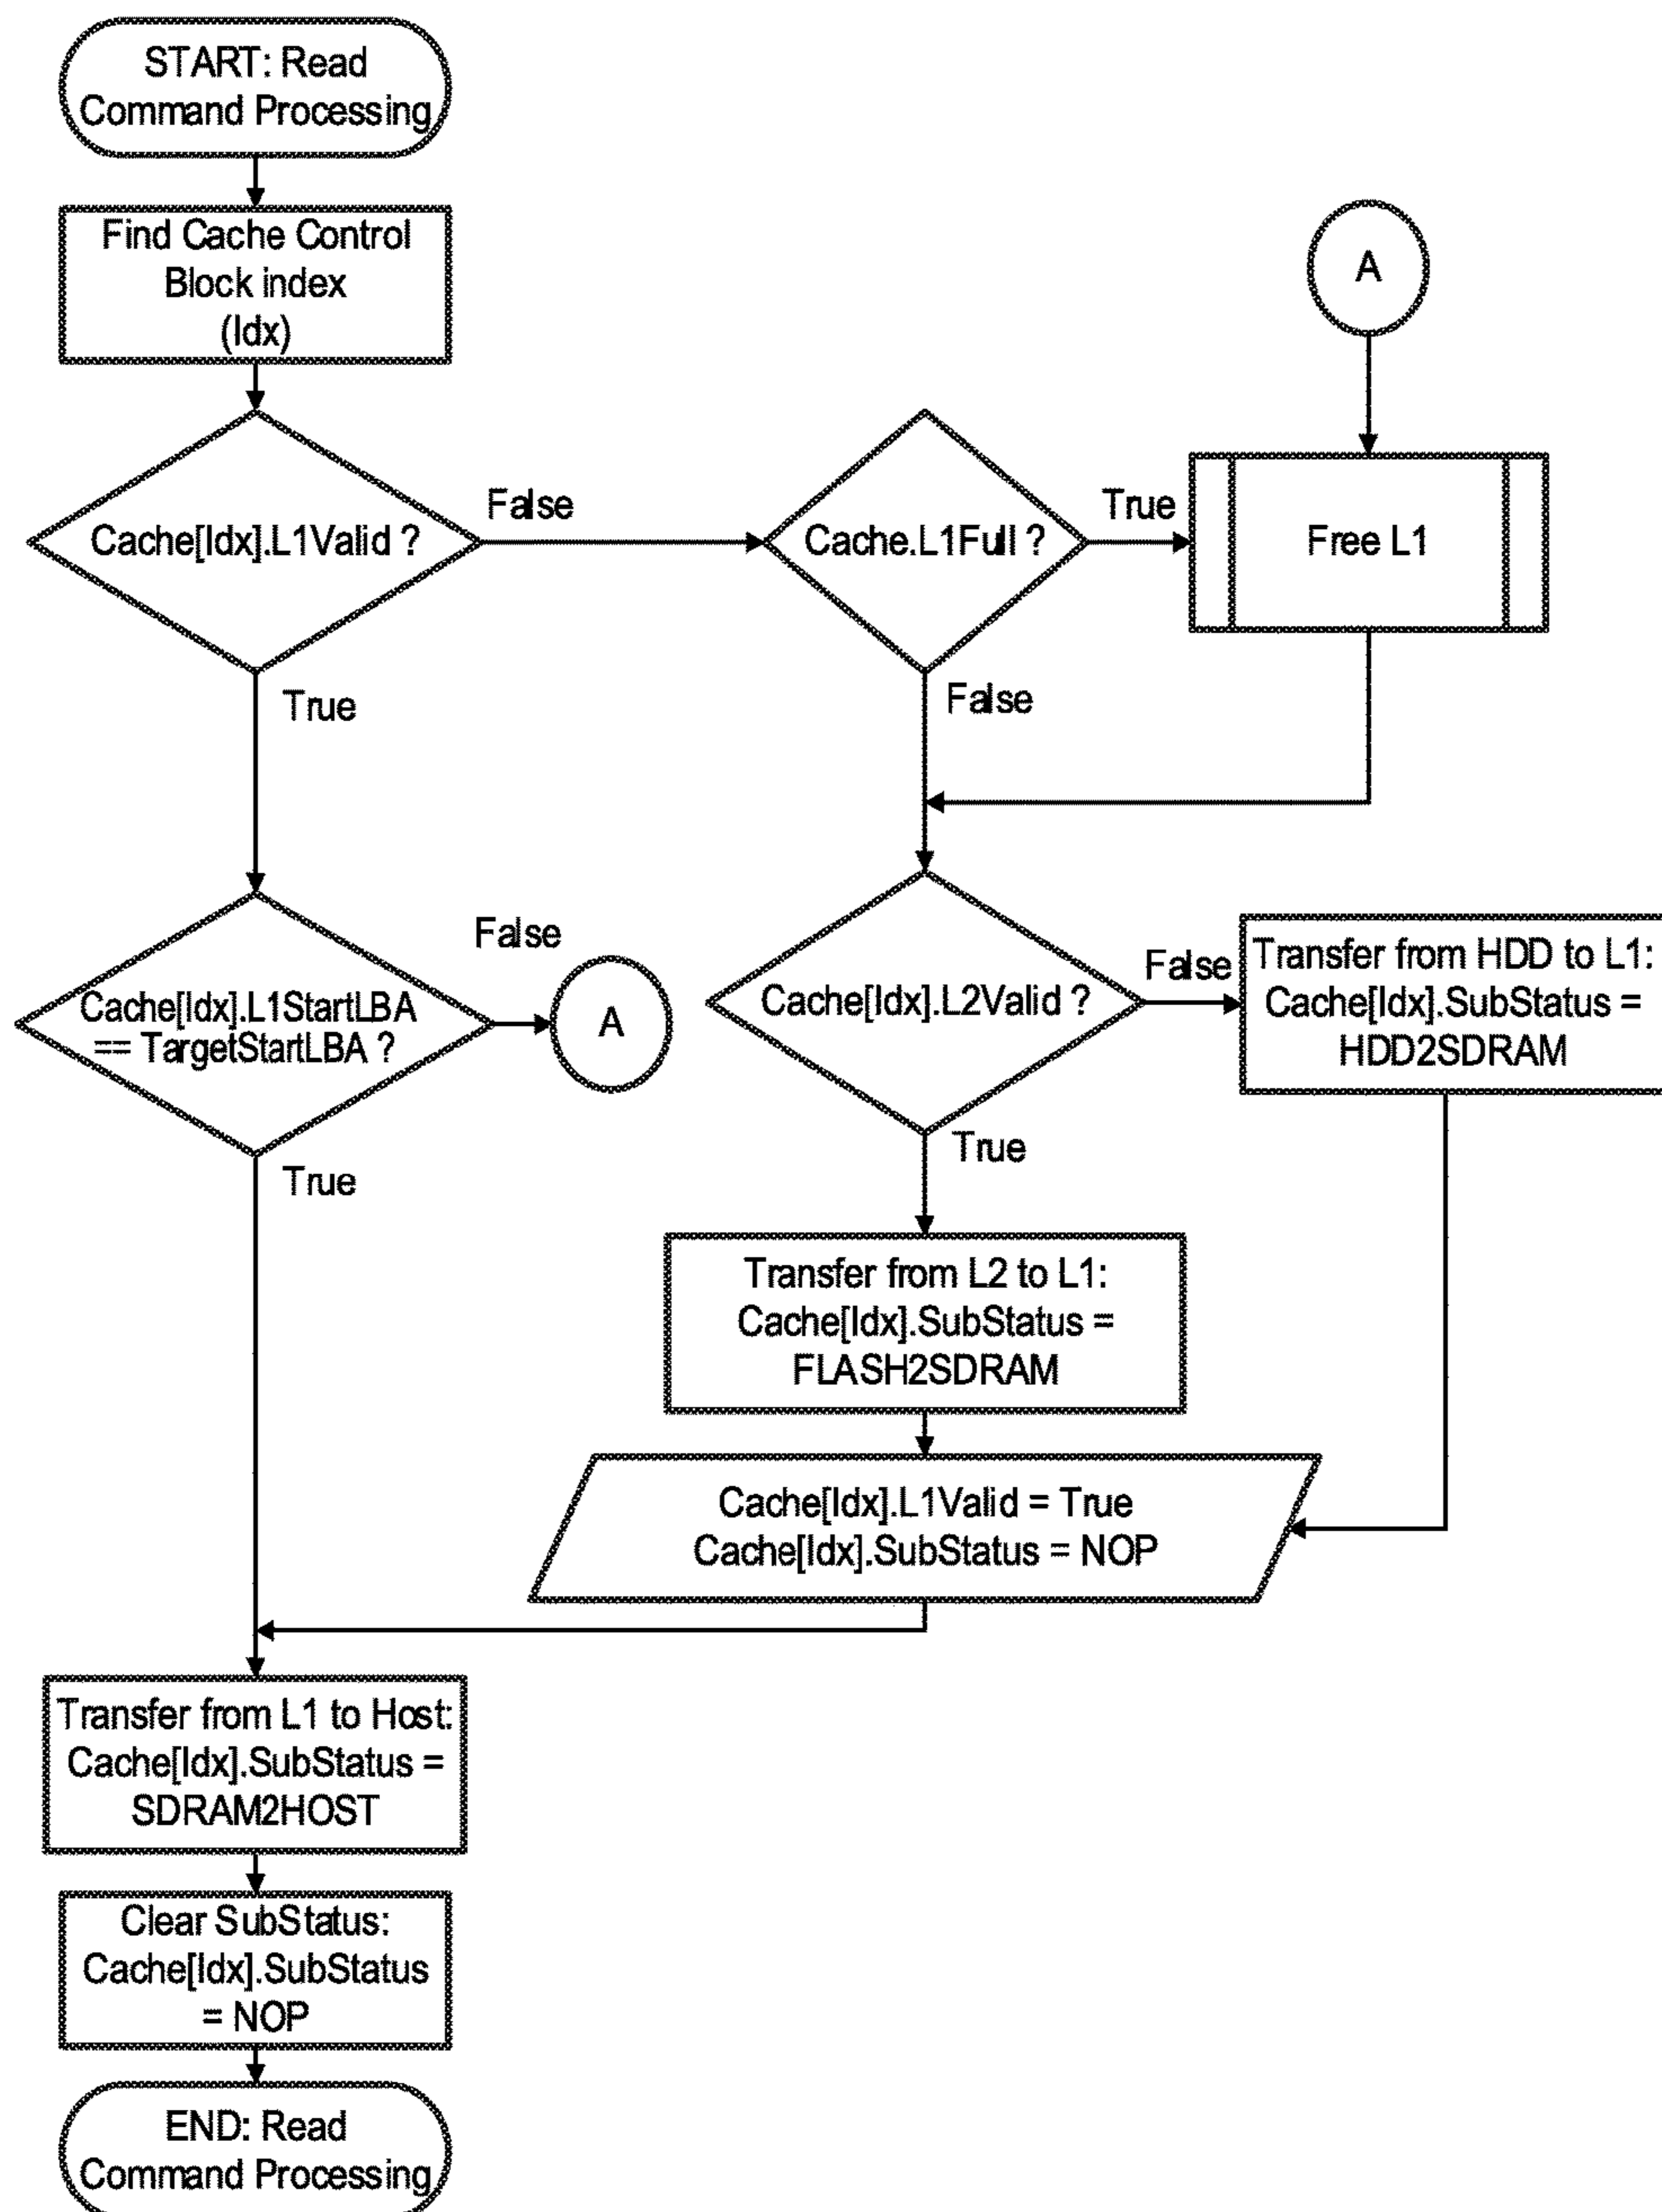 START: Read
Command Processing
Find Cache Control
Block index
(Idx)
A
Cache[Idx].L1Valid ?
False
Cache.L1Full ?
True
Free L1
True
False
Cache[Idx].L1StartLBA
== TargetStartLBA ?
False
A
Cache[Idx].L2Valid ?
False
Transfer from HDD to L1:
Cache[Idx].SubStatus =
HDD2SDRAM
True
True
Transfer from L2 to L1:
Cache[Idx].SubStatus =
FLASH2SDRAM
Cache[Idx].L1Valid = True
Cache[Idx].SubStatus = NOP
Transfer from L1 to Host:
Cache[Idx].SubStatus =
SDRAM2HOST
Clear SubStatus:
Cache[Idx].SubStatus
= NOP
END: Read
Command Processing